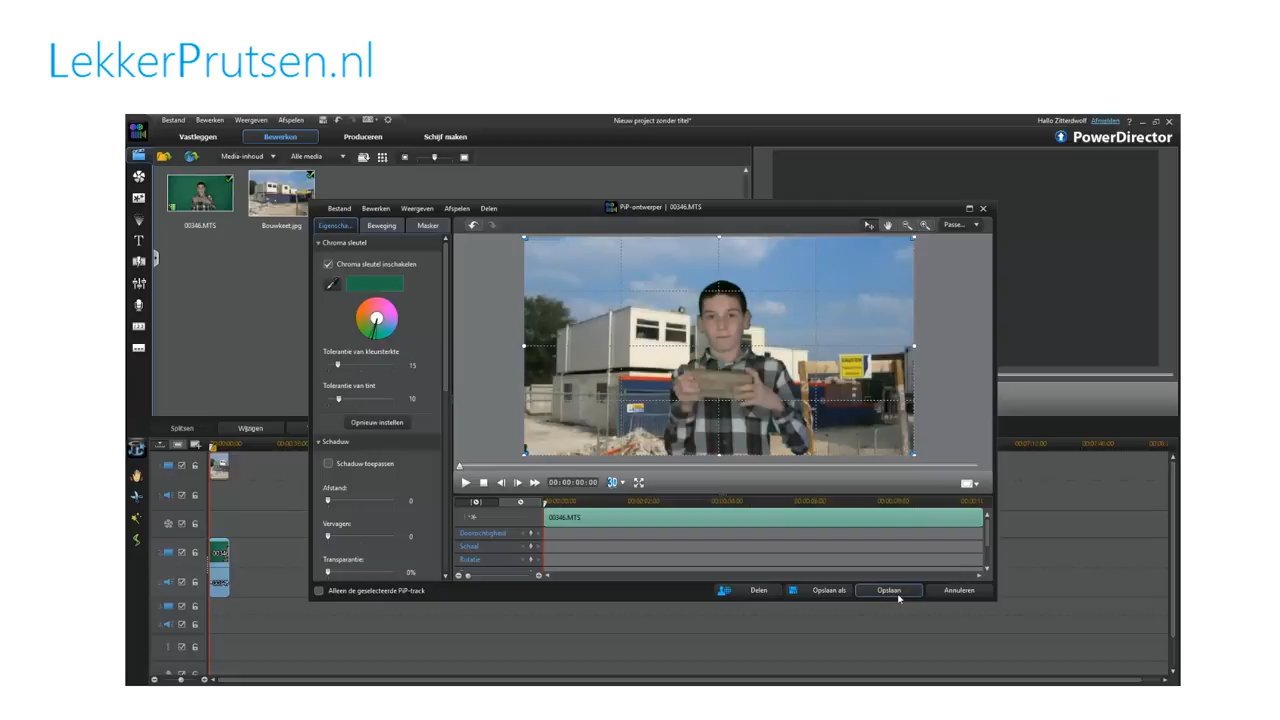 LekkerPrutsen.nl
Bestand Bewerken Weergeven Afspelen
Nieuw project zonder titel*
Hallo Zitterdwolf Afmelden ?
Vastleggen Bewerken Produceren Schijf maken
PowerDirector
Media-inhoud Alle media
00346.MTS Bouwkeet.jpg
Bestand Bewerken Weergeven Afspelen Delen
PiP-ontwerper | 00346.MTS
Eigenscha... Beweging Masker
Passe...
Chroma sleutel
Chroma sleutel inschakelen
Tolerantie van kleursterkte
15
Tolerantie van tint
10
Opnieuw instellen
Schaduw
Schaduw toepassen
Afstand:
0
Vervagen:
0
Transparantie:
0%
00:00:00:00 3D
00346.MTS
Doorzichtigheid
Schaal
Rotatie
Alleen de geselecteerde PiP-track
Delen Opslaan als Opslaan Annuleren
Splitsen Wijzigen
T